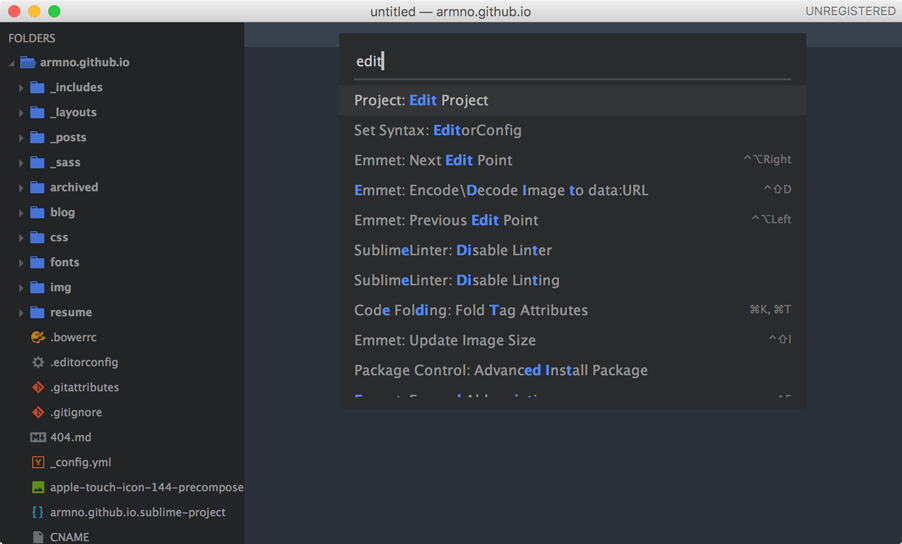 untitled — armno.github.io
UNREGISTERED
FOLDERS
armno.github.io
_includes
_layouts
_posts
_sass
archived
blog
css
fonts
img
resume
.bowerrc
.editorconfig
.gitattributes
.gitignore
404.md
_config.yml
apple-touch-icon-144-precompose
armno.github.io.sublime-project
CNAME
edit
Project: Edit Project
Set Syntax: EditorConfig
Emmet: Next Edit Point ^⌥Right
Emmet: Encode\Decode Image to data:URL ^⇧D
Emmet: Previous Edit Point ^⌥Left
SublimeLinter: Disable Linter
SublimeLinter: Disable Linting
Code Folding: Fold Tag Attributes ⌘K, ⌘T
Emmet: Update Image Size ^⇧I
Package Control: Advanced Install Package